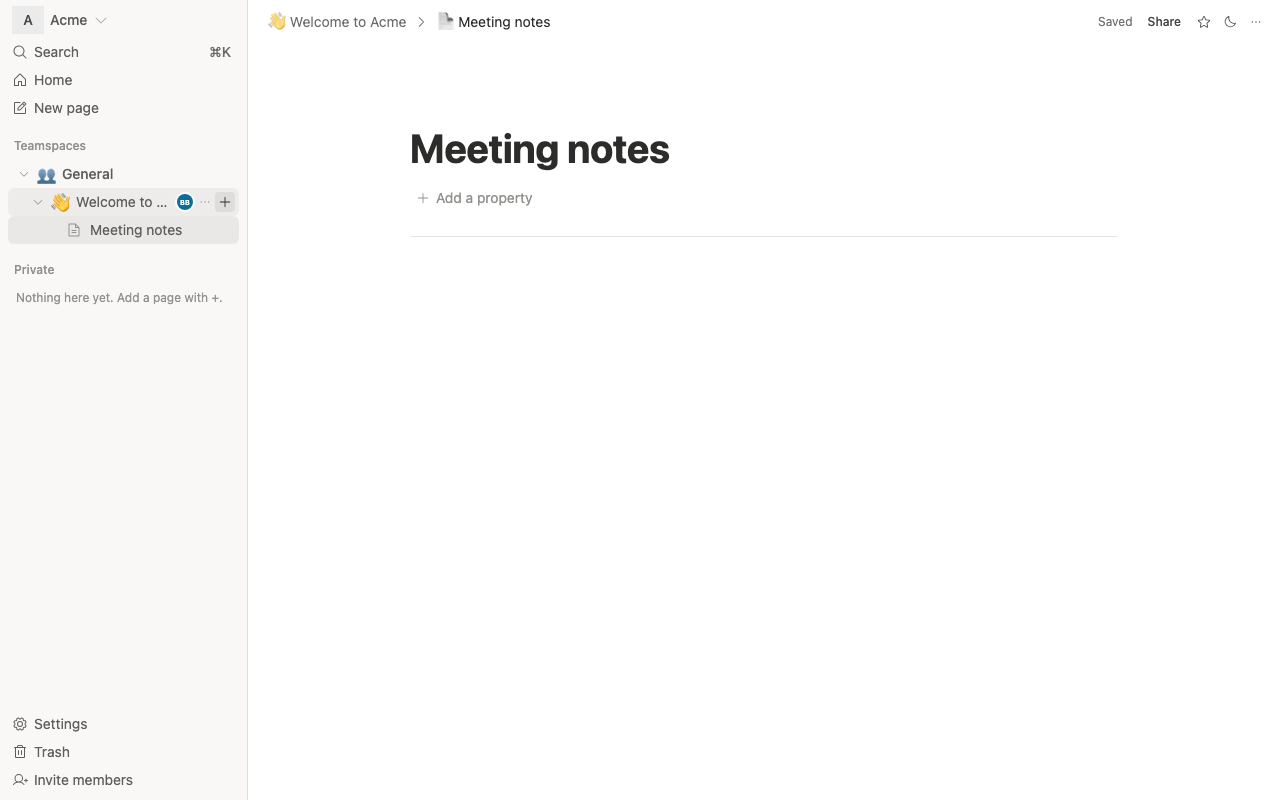 A Acme
Search ⌘K
Home
New page
Teamspaces
General
Welcome to ... BB
Meeting notes
Private
Nothing here yet. Add a page with +.
Settings
Trash
Invite members
Welcome to Acme
Meeting notes
Saved Share
Meeting notes
Add a property